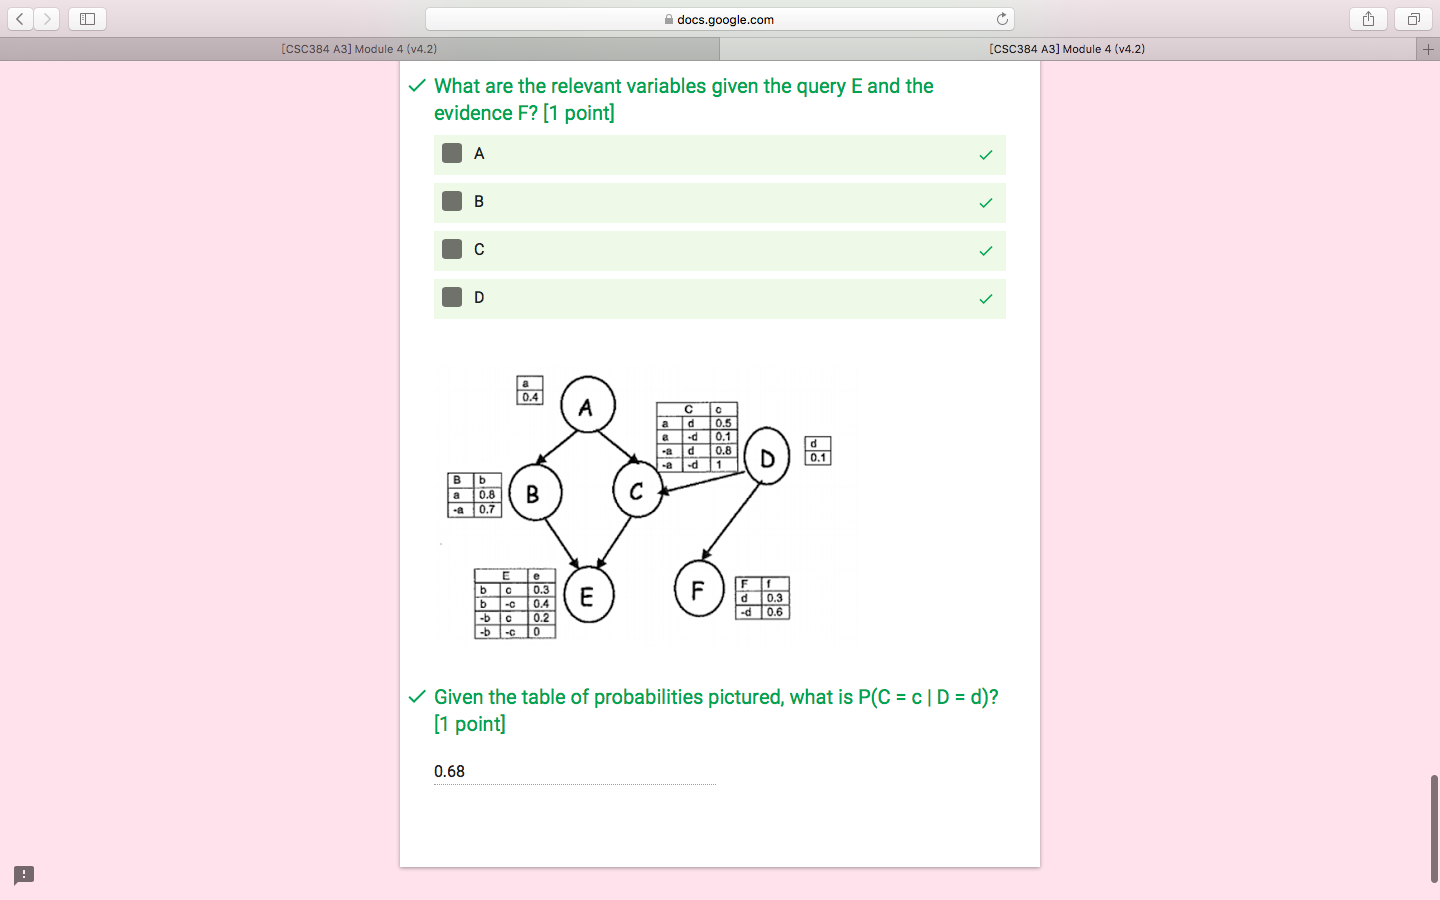 docs.google.com
[CSC384 A3] Module 4 (v4.2)
[CSC384 A3] Module 4 (v4.2)
What are the relevant variables given the query E and the
evidence F? [1 point]
A
B
C
D
a
0.4
A
C c
a d 0.5
a -d 0.1
-a d 0.8
-a -d 1
D
d
0.1
B b
a 0.8
-a 0.7
B
C
E e
b c 0.3
b -c 0.4
-b c 0.2
-b -c 0
E
F
F f
d 0.3
-d 0.6
Given the table of probabilities pictured, what is P(C = c | D = d)?
[1 point]
0.68